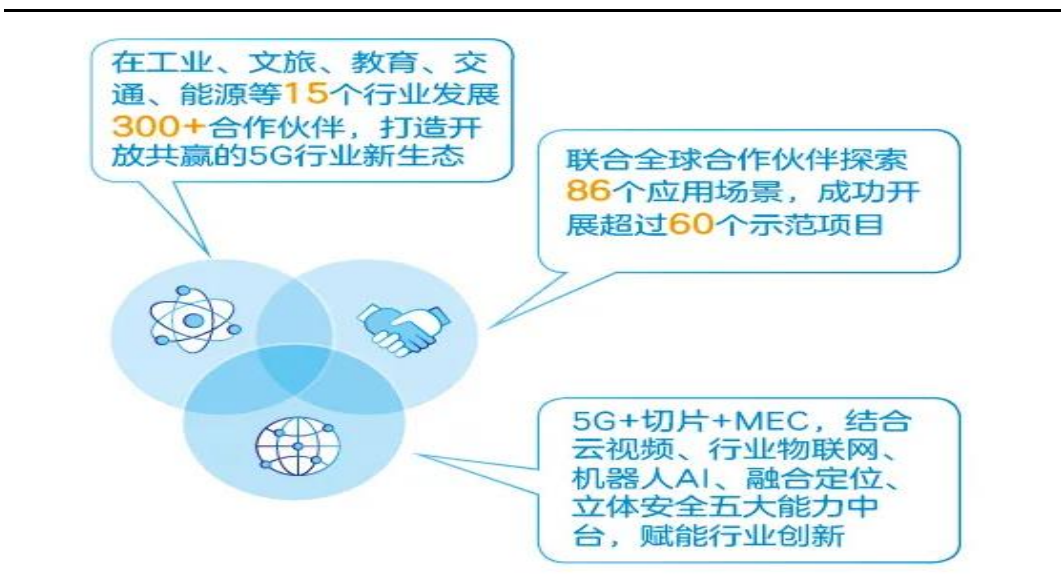 在工业、文旅、教育、交
通、能源等15个行业发展
300+合作伙伴，打造开
放共赢的5G行业新生态
联合全球合作伙伴探索
86个应用场景，成功开
展超过60个示范项目
5G+切片+MEC，结合
云视频、行业物联网、
机器人AI、融合定位、
立体安全五大能力中
台，赋能行业创新